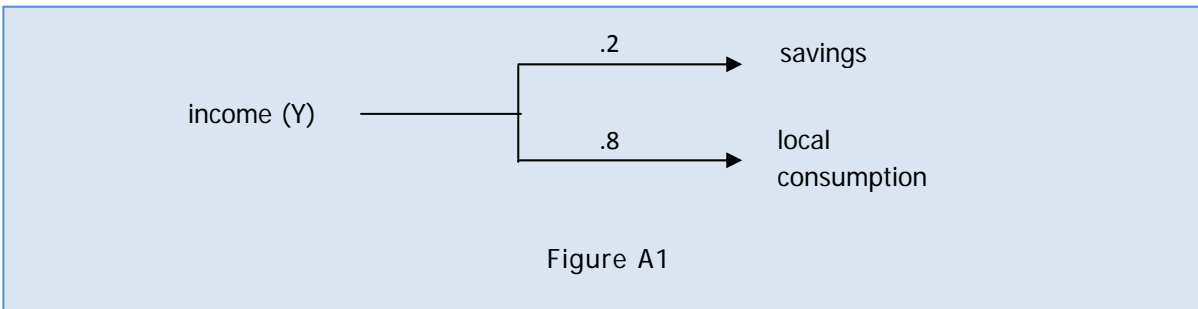 .2
savings
income (Y)
.8
local
consumption
Figure A1